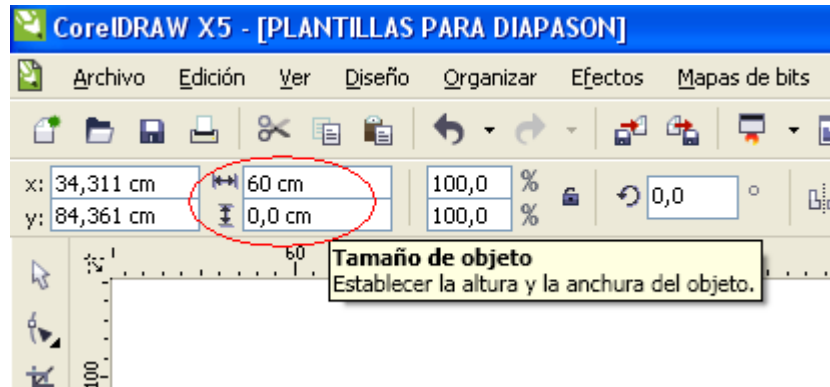 CorelDRAW X5 - [PLANTILLAS PARA DIAPASON]
Archivo Edición Ver Diseño Organizar Efectos Mapas de bits
x: 34,311 cm 60 cm 100,0 %
y: 84,361 cm 0,0 cm 100,0 %
0,0 °
60
Tamaño de objeto
Establecer la altura y la anchura del objeto.
100